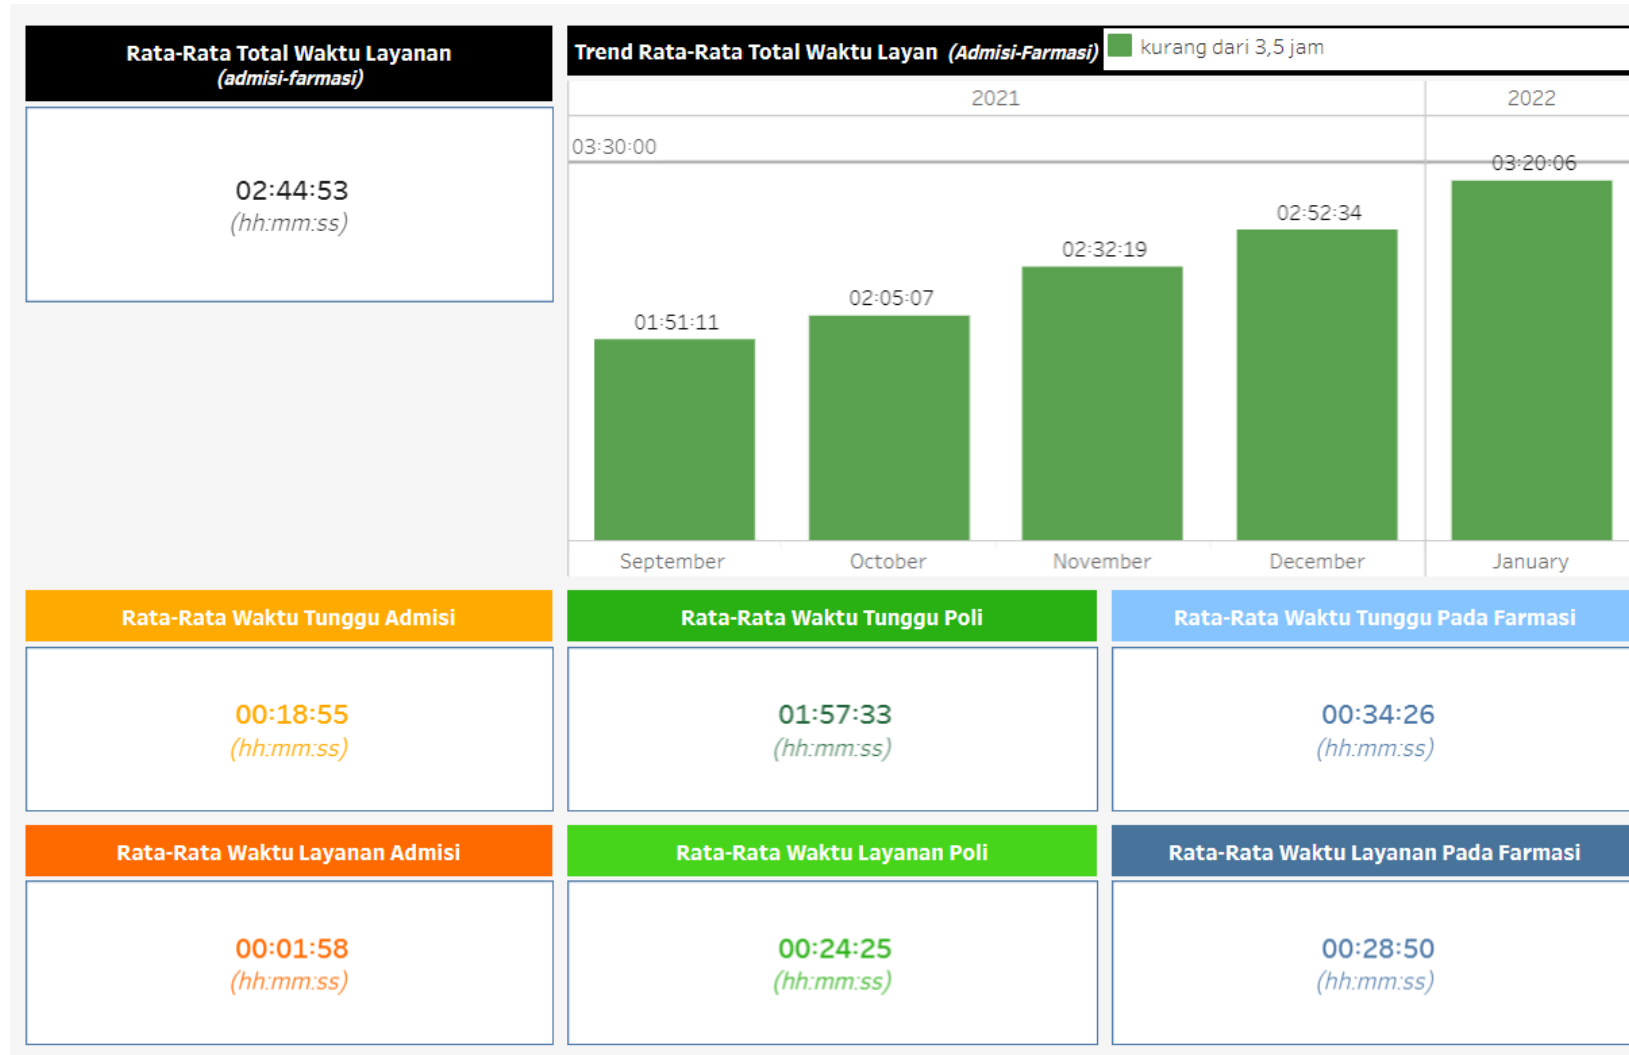 Rata-Rata Total Waktu Layanan
(admisi-farmasi)
02:44:53
(hh:mm:ss)
Trend Rata-Rata Total Waktu Layan (Admisi-Farmasi)
kurang dari 3,5 jam
2021
2022
03:30:00
01:51:11
02:05:07
02:32:19
02:52:34
03:20:06
September
October
November
December
January
Rata-Rata Waktu Tunggu Admisi
00:18:55
(hh:mm:ss)
Rata-Rata Waktu Tunggu Poli
01:57:33
(hh:mm:ss)
Rata-Rata Waktu Tunggu Pada Farmasi
00:34:26
(hh:mm:ss)
Rata-Rata Waktu Layanan Admisi
00:01:58
(hh:mm:ss)
Rata-Rata Waktu Layanan Poli
00:24:25
(hh:mm:ss)
Rata-Rata Waktu Layanan Pada Farmasi
00:28:50
(hh:mm:ss)